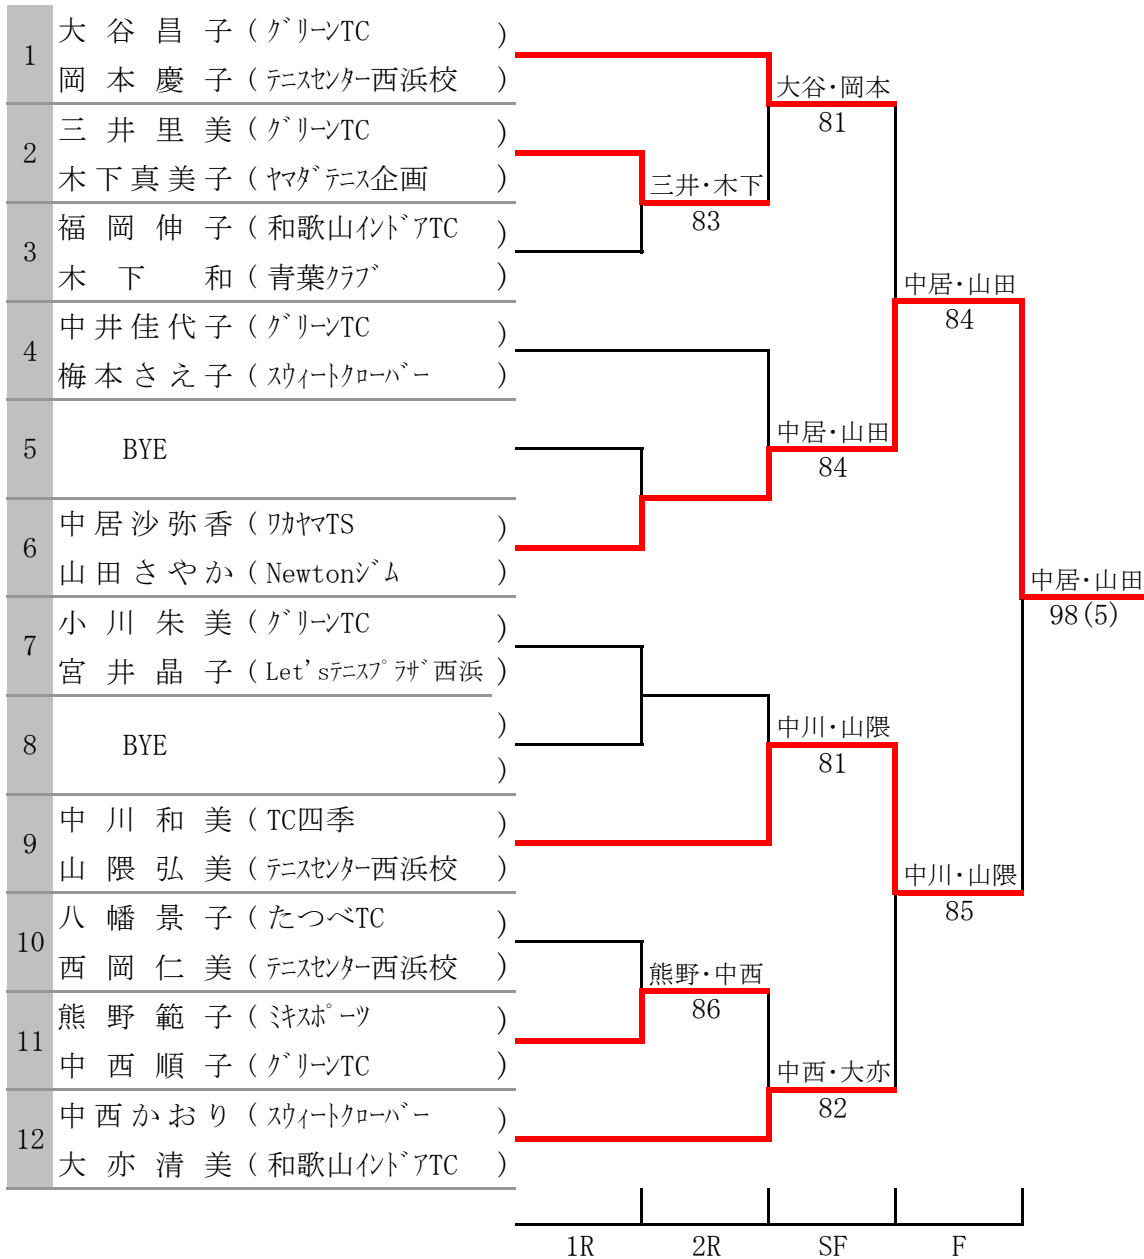 1
大谷昌子 ( グリーンTC )
岡本慶子 ( テニスセンター西浜校 )
2
三井里美 ( グリーンTC )
木下真美子 ( ヤマダテニス企画 )
3
福岡伸子 ( 和歌山インドアTC )
木下 和 ( 青葉クラブ )
4
中井佳代子 ( グリーンTC )
梅本さえ子 ( スウィートクローバー )
5
BYE
6
中居沙弥香 ( ワカヤマTS )
山田さやか ( Newtonジム )
7
小川朱美 ( グリーンTC )
宮井晶子 ( Let'sテニスプラザ西浜 )
8
BYE
)
)
9
中川和美 ( TC四季 )
山隈弘美 ( テニスセンター西浜校 )
10
八幡景子 ( たつべTC )
西岡仁美 ( テニスセンター西浜校 )
11
熊野範子 ( ミキスポーツ )
中西順子 ( グリーンTC )
12
中西かおり ( スウィートクローバー )
大亦清美 ( 和歌山インドアTC )
三井・木下
83
熊野・中西
86
大谷・岡本
81
中居・山田
84
中川・山隈
81
中西・大亦
82
中居・山田
84
中川・山隈
85
中居・山田
98(5)
1R 2R SF F